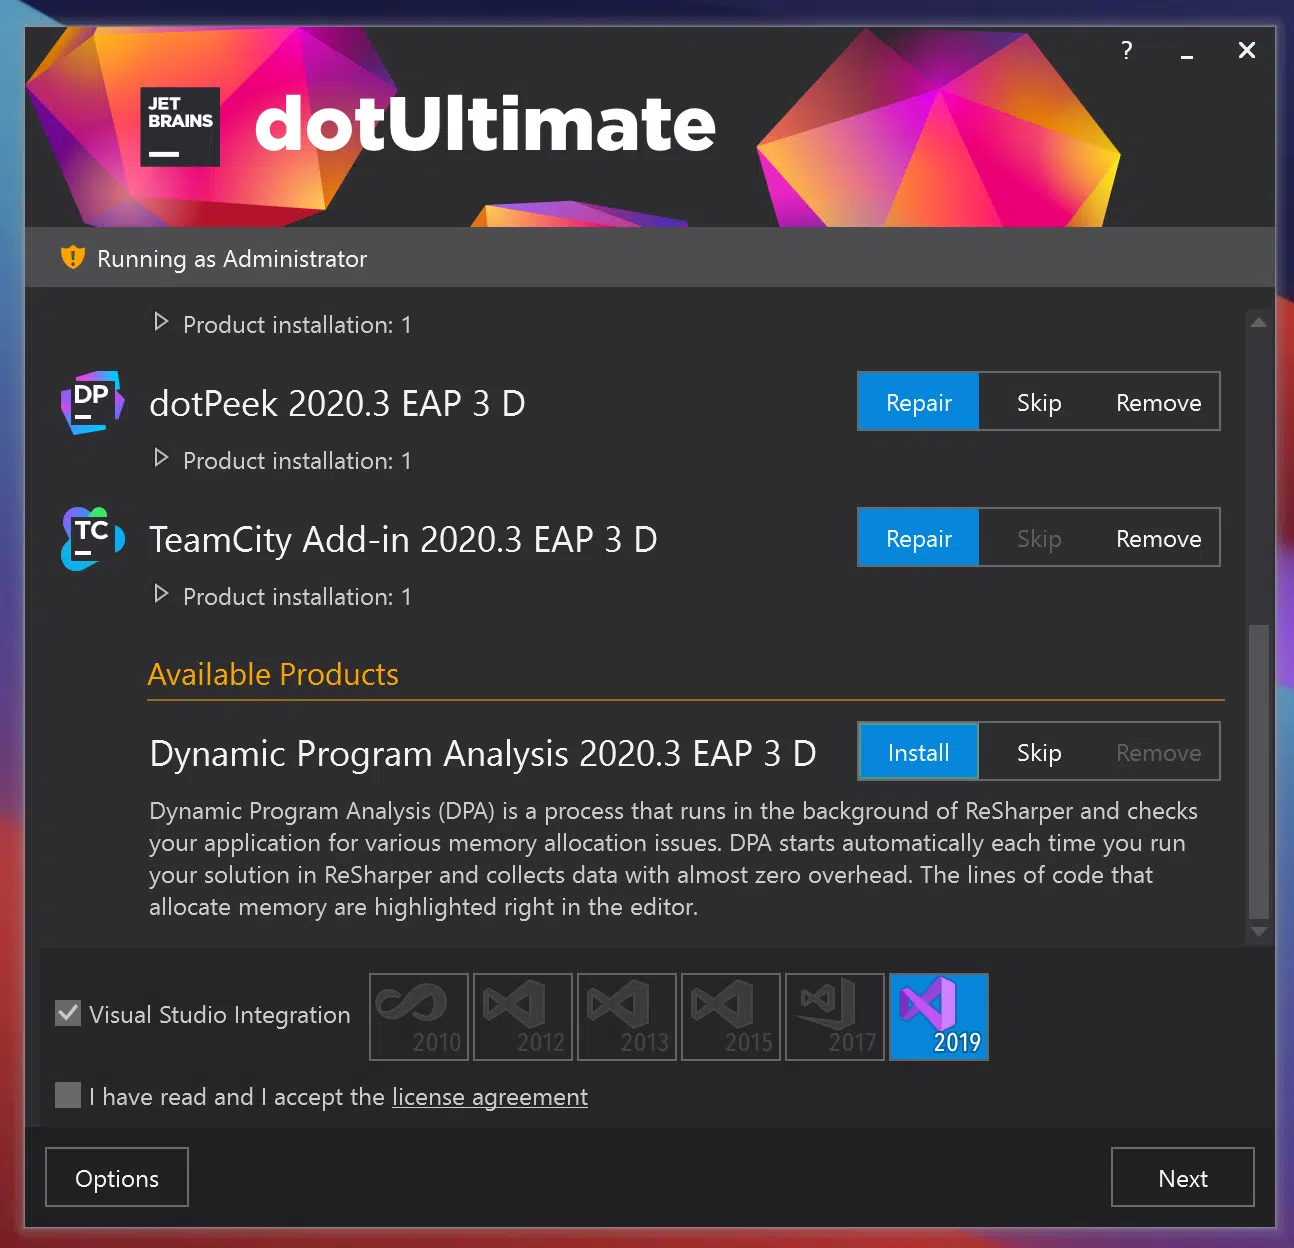 ?
JET
BRAINS
dotUltimate
Running as Administrator
Product installation: 1
DP
dotPeek 2020.3 EAP 3 D
Repair Skip Remove
Product installation: 1
TC
TeamCity Add-in 2020.3 EAP 3 D
Repair Skip Remove
Product installation: 1
Available Products
Dynamic Program Analysis 2020.3 EAP 3 D
Install Skip Remove
Dynamic Program Analysis (DPA) is a process that runs in the background of ReSharper and checks
your application for various memory allocation issues. DPA starts automatically each time you run
your solution in ReSharper and collects data with almost zero overhead. The lines of code that
allocate memory are highlighted right in the editor.
Visual Studio Integration 2010 2012 2013 2015 2017 2019
I have read and I accept the license agreement
Options Next